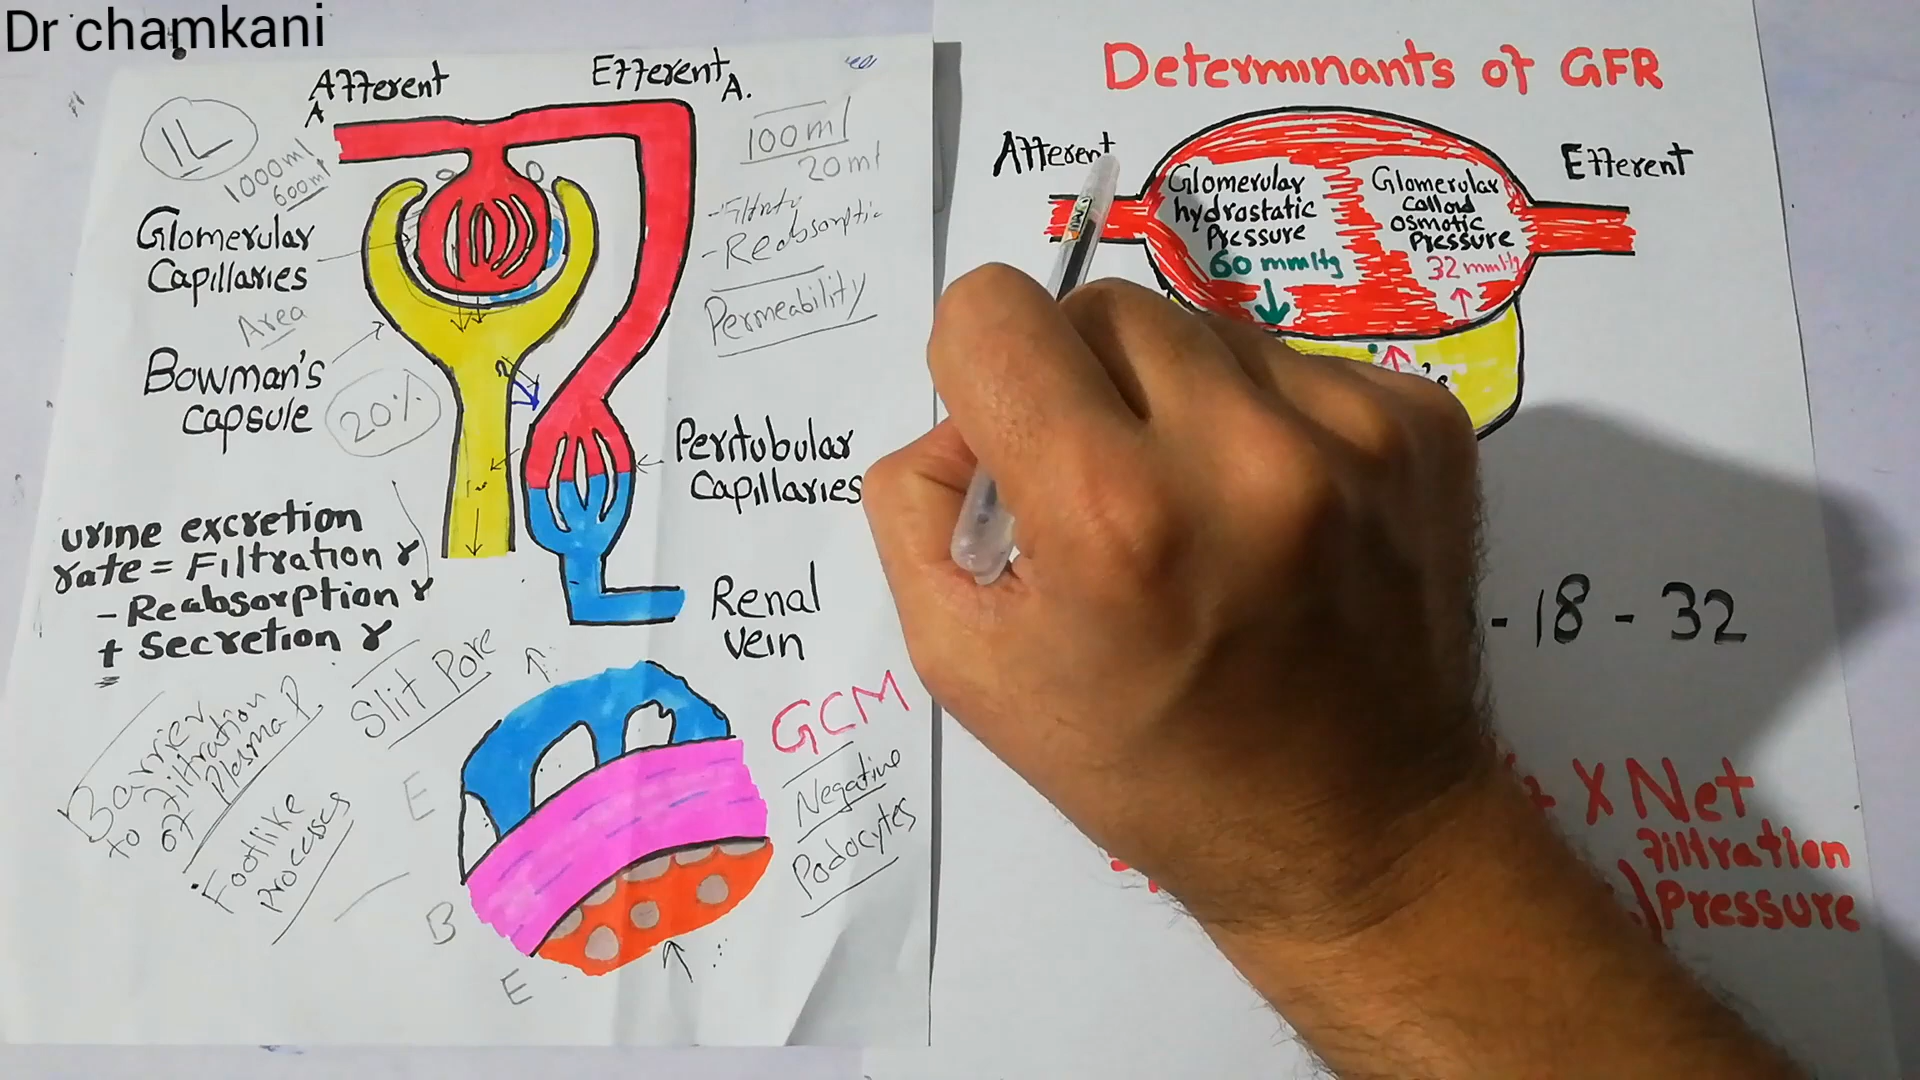 Dr chamkani
Afferent
A
Efferent
A.
1L
1000ml
600ml
100ml
20ml
- Reabsorption
Permeability
Glomerular
Capillaries
Area
Bowman's
capsule
20%
Peritubular
Capillaries
urine excretion
rate = Filtration r
- Reabsorption r
+ Secretion r
=
Renal
vein
Slit Pore
Barrier
to filtration
of Plasma P
Footlike
processes
GCM
Negative
Podocytes
E
B
E
Determinants of GFR
Afferent
Efferent
Glomerular
hydrostatic
Pressure
60 mmHg
Glomerular
colloid
osmotic
Pressure
32 mmHg
- 18 - 32
X Net
Filtration
Pressure